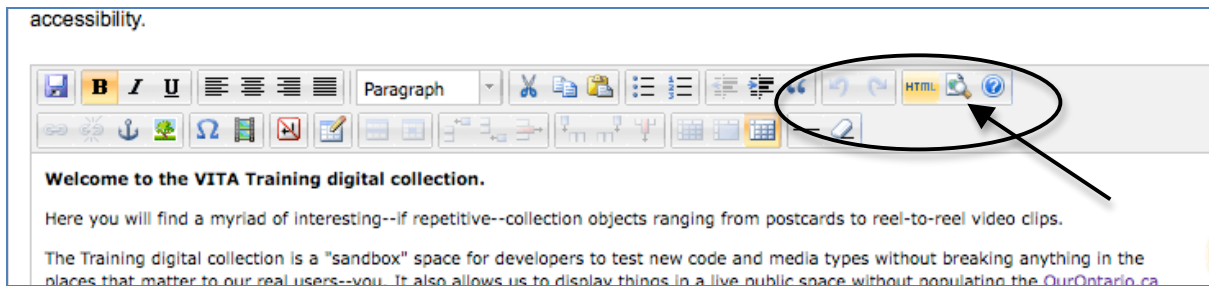 accessibility.
B I U Paragraph HTML
Welcome to the VITA Training digital collection.
Here you will find a myriad of interesting--if repetitive--collection objects ranging from postcards to reel-to-reel video clips.
The Training digital collection is a "sandbox" space for developers to test new code and media types without breaking anything in the
places that matter to our real users--you. It also allows us to display things in a live public space without populating the OurOntario.ca